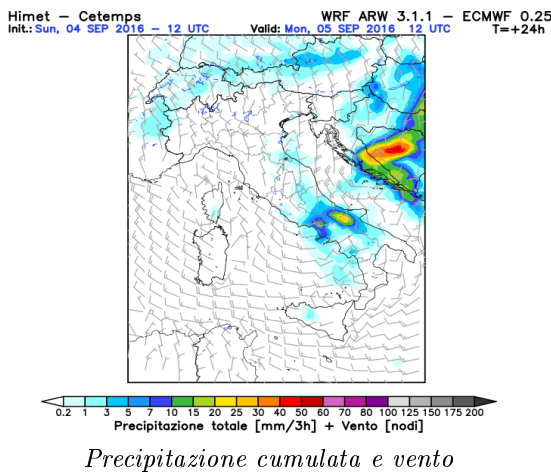 Himet – Cetemps WRF ARW 3.1.1 – ECMWF 0.25
Init.: Sun, 04 SEP 2016 – 12 UTC Valid: Mon, 05 SEP 2016 12 UTC T=+24h
0.2 1 3 5 7 10 15 20 25 30 40 50 60 70 80 100 125 150 175 200
Precipitazione totale [mm/3h] + Vento [nodi]
Precipitazione cumulata e vento